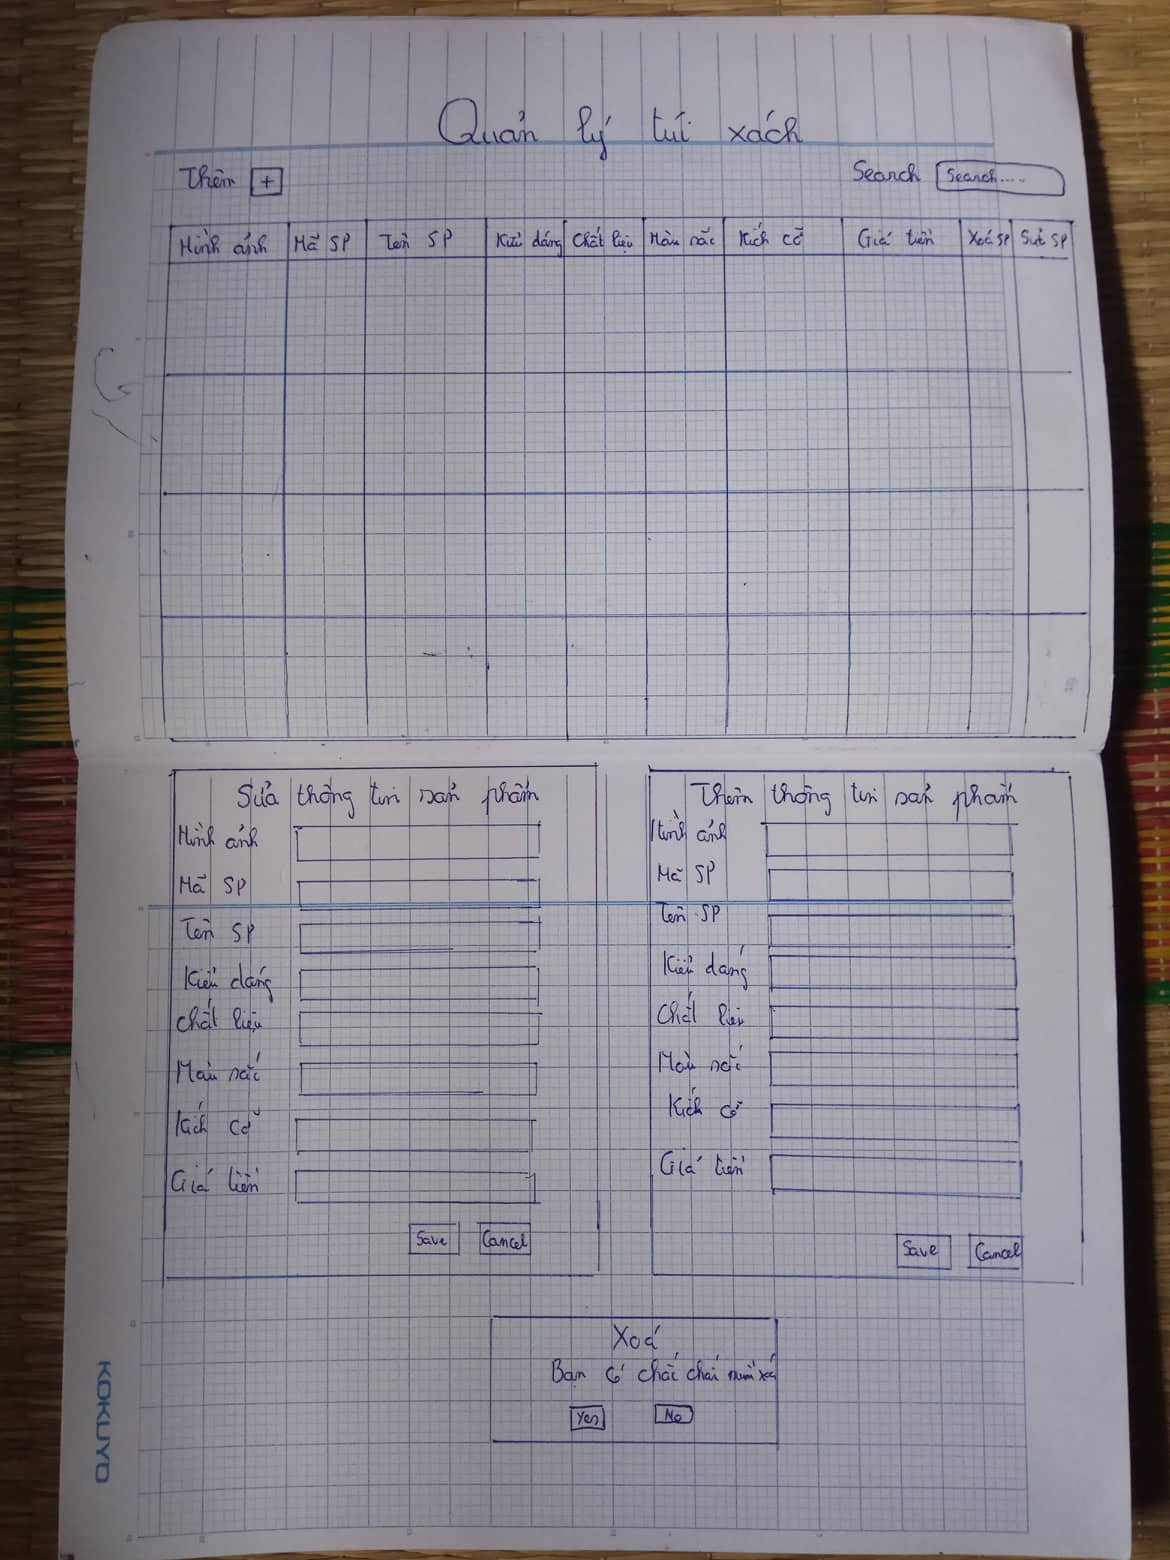 Quản lý túi xách
Thêm + Search Search....
Hình ảnh Mã SP Tên SP Kiểu dáng Chất liệu Màu sắc Kích cỡ Giá tiền Xoá SP Sửa SP
Sửa thông tin sản phẩm
Hình ảnh
Mã SP
Tên SP
Kiểu dáng
Chất liệu
Màu sắc
Kích cỡ
Giá tiền
Save Cancel
Thêm thông tin sản phẩm
Hình ảnh
Mã SP
Tên SP
Kiểu dáng
Chất liệu
Màu sắc
Kích cỡ
Giá tiền
Save Cancel
Xoá
Bạn có chắc chắn muốn xoá
Yes No
KOKUYO